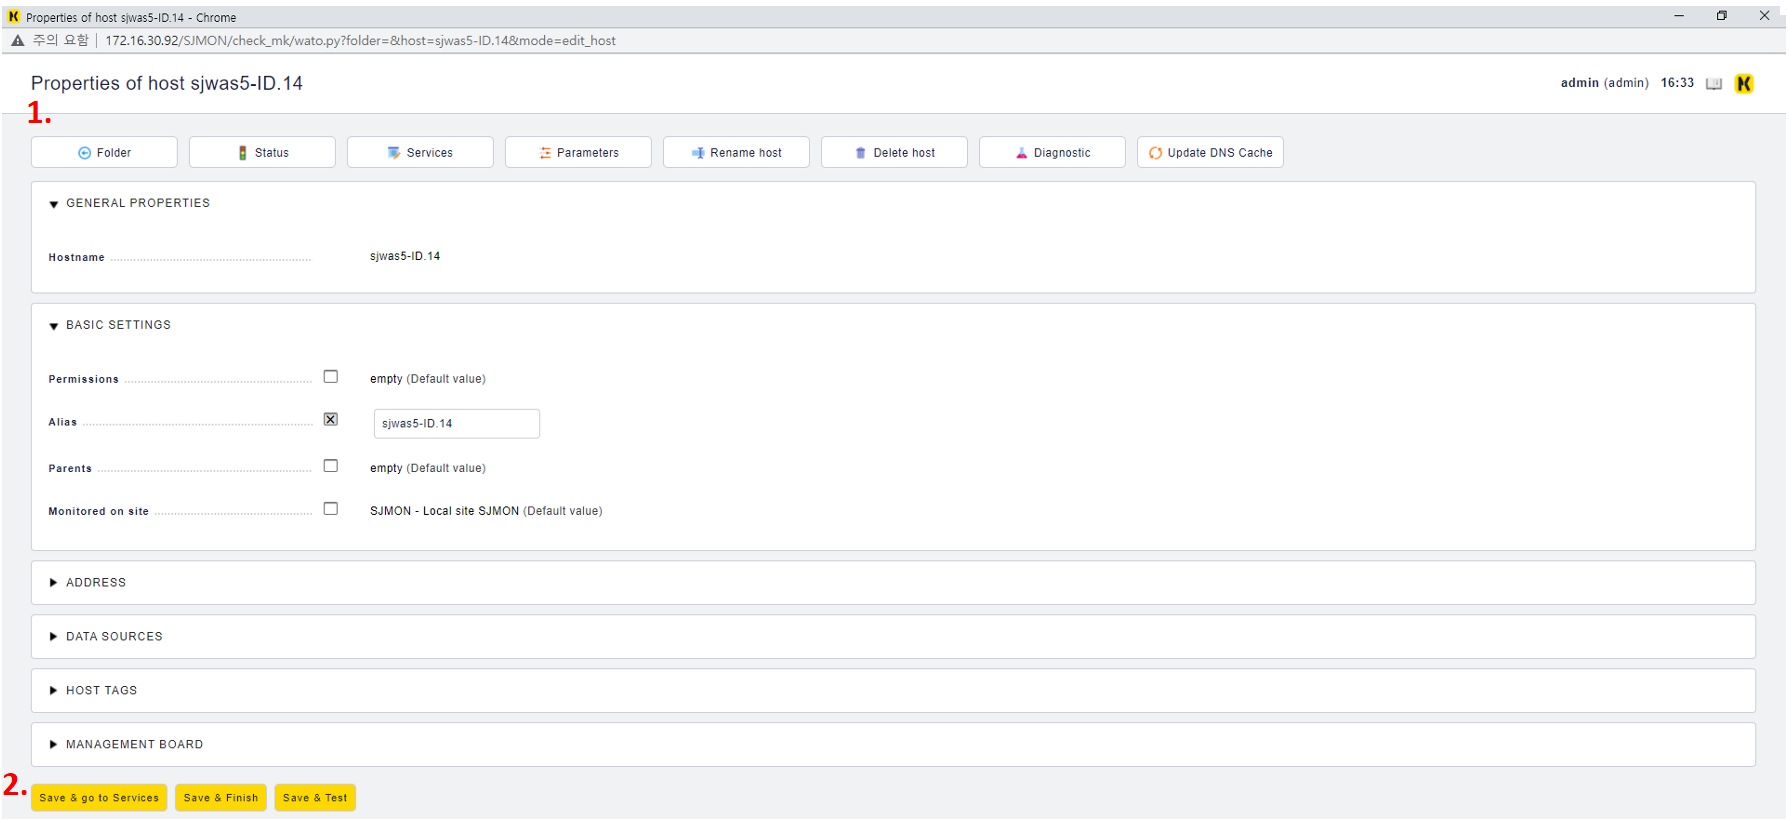 Properties of host sjwas5-ID.14 - Chrome
주의 요함 | 172.16.30.92/SJMON/check_mk/wato.py?folder=&host=sjwas5-ID.14&mode=edit_host
Properties of host sjwas5-ID.14
admin (admin) 16:33
1.
Folder Status Services Parameters Rename host Delete host Diagnostic Update DNS Cache
GENERAL PROPERTIES
Hostname sjwas5-ID.14
BASIC SETTINGS
Permissions empty (Default value)
Alias sjwas5-ID.14
Parents empty (Default value)
Monitored on site SJMON - Local site SJMON (Default value)
ADDRESS
DATA SOURCES
HOST TAGS
MANAGEMENT BOARD
2.
Save & go to Services Save & Finish Save & Test